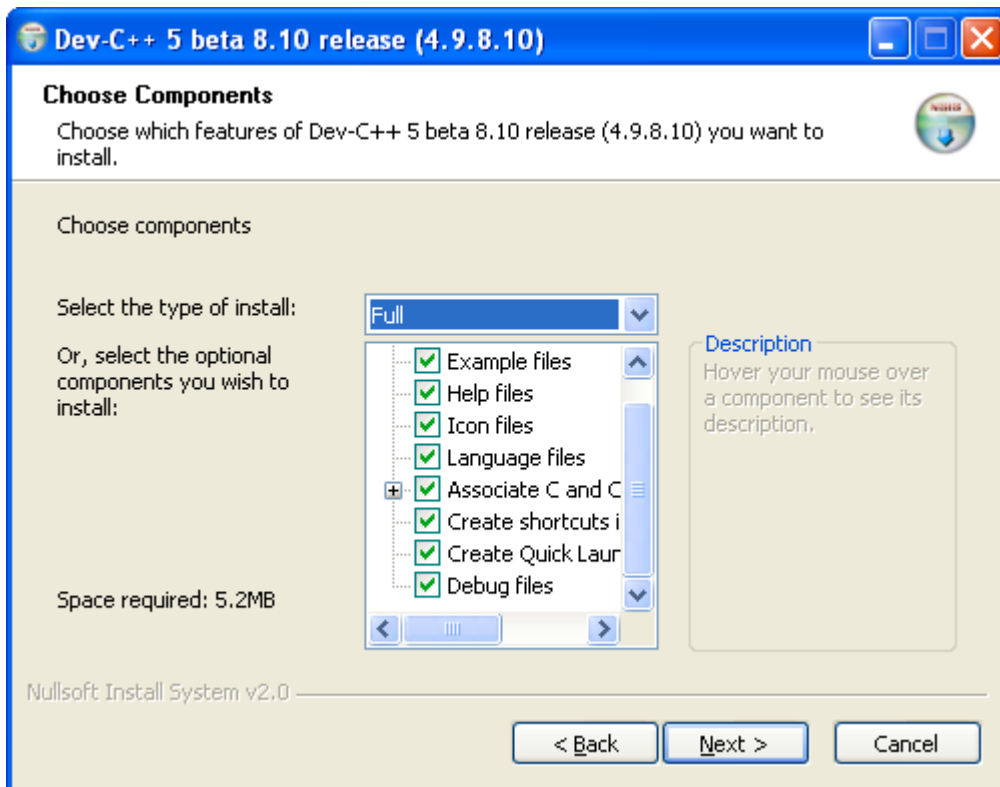 Dev-C++ 5 beta 8.10 release (4.9.8.10)
Choose Components
Choose which features of Dev-C++ 5 beta 8.10 release (4.9.8.10) you want to
install.
Choose components
Select the type of install:
Full
Or, select the optional
components you wish to
install:
Example files
Help files
Icon files
Language files
Associate C and C
Create shortcuts i
Create Quick Laur
Debug files
Description
Hover your mouse over
a component to see its
description.
Space required: 5.2MB
Nullsoft Install System v2.0
< Back
Next >
Cancel